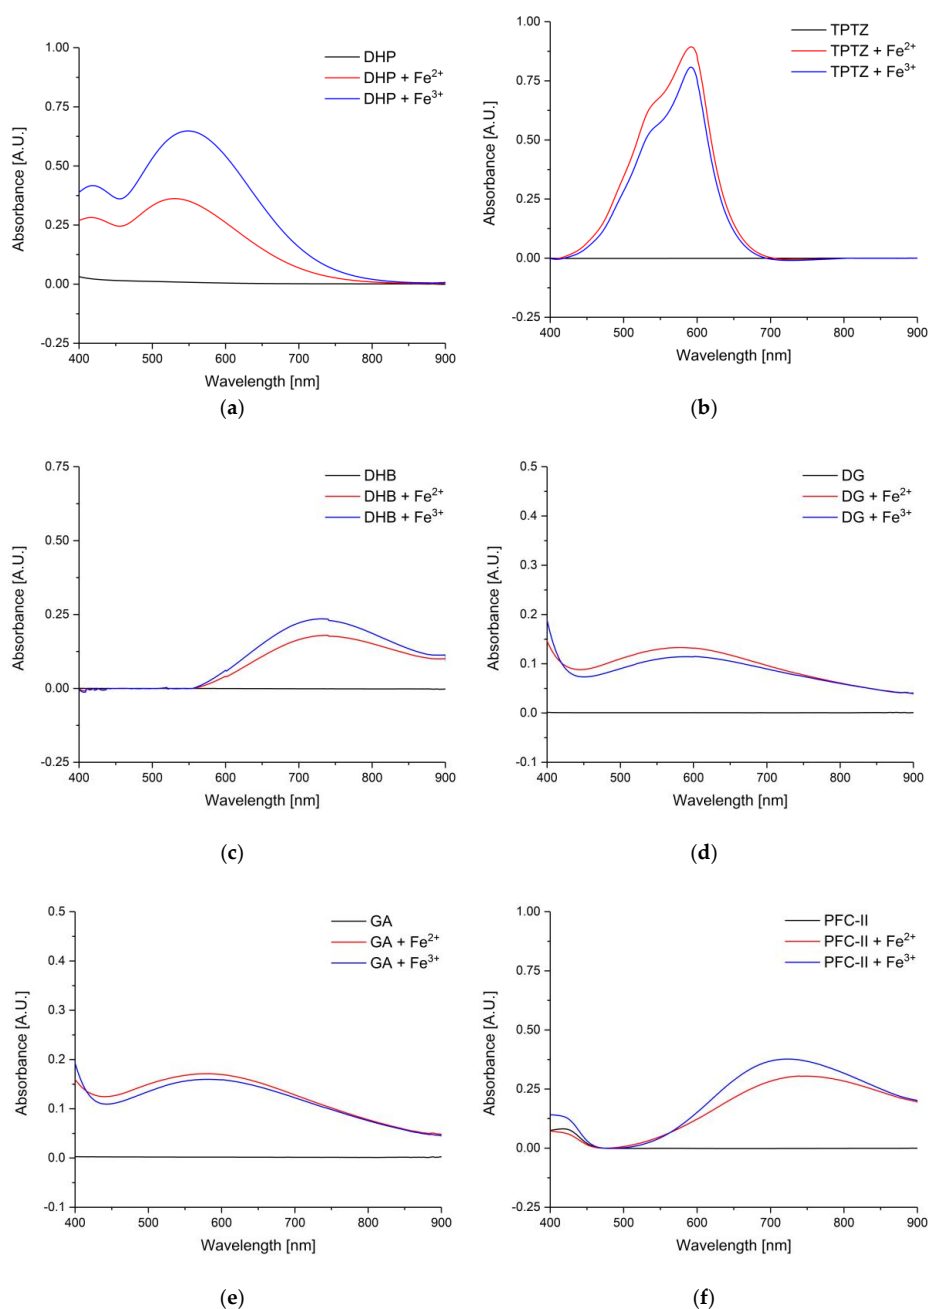 DHP
DHP + Fe²⁺
DHP + Fe³⁺
1.00
0.75
0.50
0.25
0.00
-0.25
Absorbance [A.U.]
400 500 600 700 800 900
Wavelength [nm]
(a)
TPTZ
TPTZ + Fe²⁺
TPTZ + Fe³⁺
1.00
0.75
0.50
0.25
0.00
-0.25
Absorbance [A.U.]
400 500 600 700 800 900
Wavelength [nm]
(b)
DHB
DHB + Fe²⁺
DHB + Fe³⁺
0.75
0.50
0.25
0.00
-0.25
Absorbance [A.U.]
400 500 600 700 800 900
Wavelength [nm]
(c)
DG
DG + Fe²⁺
DG + Fe³⁺
0.5
0.4
0.3
0.2
0.1
0.0
-0.1
Absorbance [A.U.]
400 500 600 700 800 900
Wavelength [nm]
(d)
GA
GA + Fe²⁺
GA + Fe³⁺
0.5
0.4
0.3
0.2
0.1
0.0
-0.1
Absorbance [A.U.]
400 500 600 700 800 900
Wavelength [nm]
(e)
PFC-II
PFC-II + Fe²⁺
PFC-II + Fe³⁺
1.00
0.75
0.50
0.25
0.00
-0.25
Absorbance [A.U.]
400 500 600 700 800 900
Wavelength [nm]
(f)